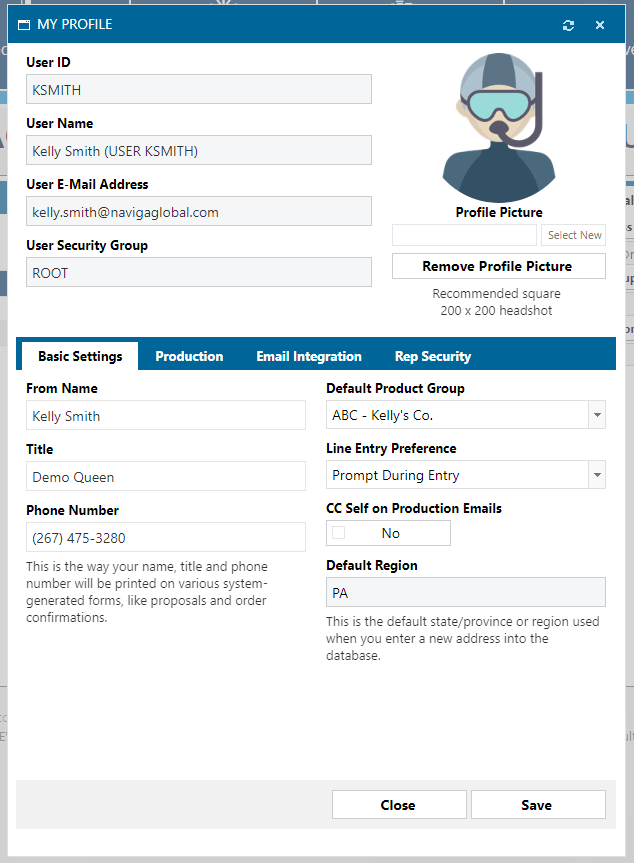 MY PROFILE
User ID
KSMITH
User Name
Kelly Smith (USER KSMITH)
User E-Mail Address
kelly.smith@navigaglobal.com
User Security Group
ROOT
Profile Picture
Select New
Remove Profile Picture
Recommended square
200 x 200 headshot
Basic Settings
Production
Email Integration
Rep Security
From Name
Kelly Smith
Title
Demo Queen
Phone Number
(267) 475-3280
This is the way your name, title and phone
number will be printed on various system-
generated forms, like proposals and order
confirmations.
Default Product Group
ABC - Kelly's Co.
Line Entry Preference
Prompt During Entry
CC Self on Production Emails
No
Default Region
PA
This is the default state/province or region used
when you enter a new address into the
database.
Close
Save